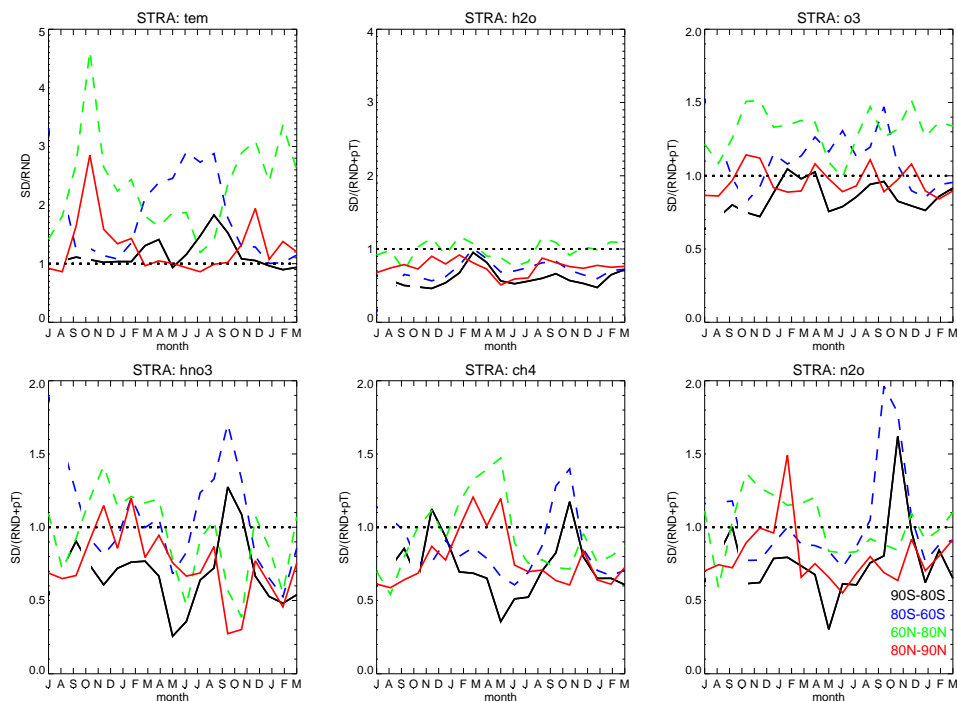 STRA: tem
STRA: h2o
STRA: o3
5
4
3
2
1
0
SD/RND
J A S O N D J F M A M J J A S O N D J F M
month
4
3
2
1
0
SD/(RND+pT)
J A S O N D J F M A M J J A S O N D J F M
month
2.0
1.5
1.0
0.5
0.0
SD/(RND+pT)
J A S O N D J F M A M J J A S O N D J F M
month
STRA: hno3
STRA: ch4
STRA: n2o
2.0
1.5
1.0
0.5
0.0
SD/(RND+pT)
J A S O N D J F M A M J J A S O N D J F M
month
2.0
1.5
1.0
0.5
0.0
SD/(RND+pT)
J A S O N D J F M A M J J A S O N D J F M
month
2.0
1.5
1.0
0.5
0.0
SD/(RND+pT)
90S-80S
80S-60S
60N-80N
80N-90N
J A S O N D J F M A M J J A S O N D J F M
month